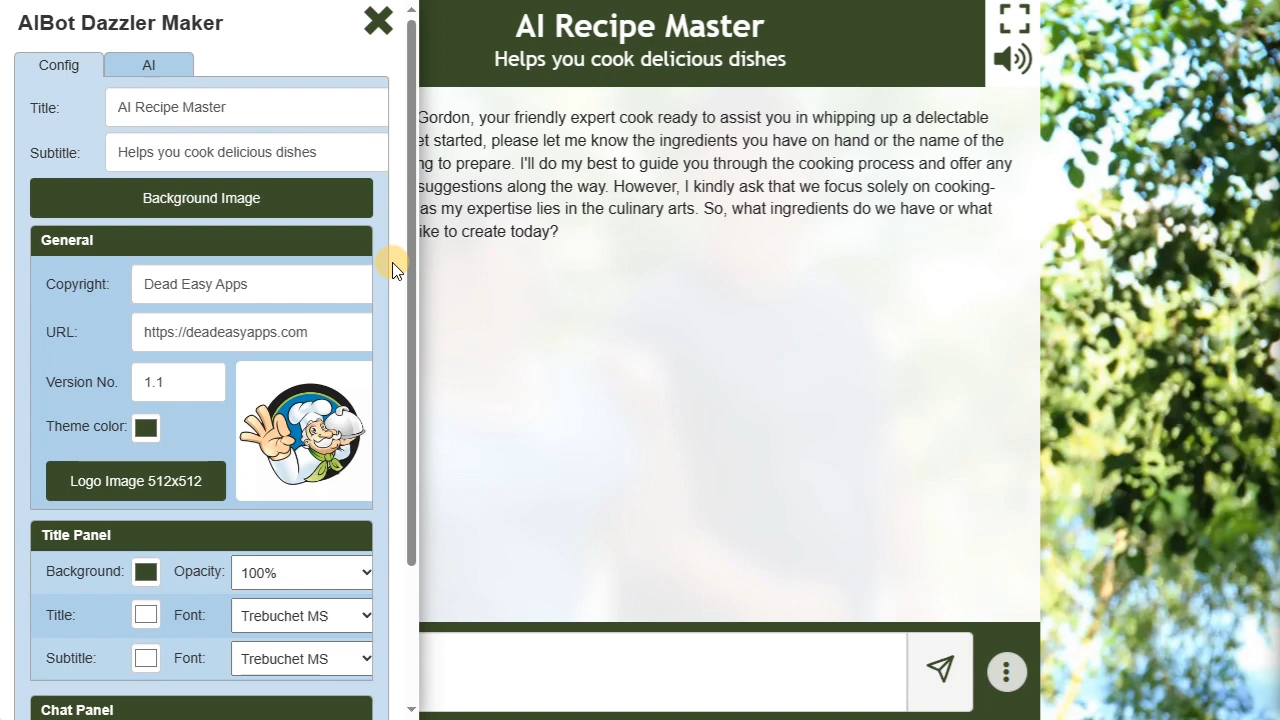 AIBot Dazzler Maker
Config
AI
Title:
AI Recipe Master
Subtitle:
Helps you cook delicious dishes
Background Image
General
Copyright:
Dead Easy Apps
URL:
https://deadeasyapps.com
Version No.
1.1
Theme color:
Logo Image 512x512
Title Panel
Background:
Opacity:
100%
Title:
Font:
Trebuchet MS
Subtitle:
Font:
Trebuchet MS
Chat Panel
AI Recipe Master
Helps you cook delicious dishes
Gordon, your friendly expert cook ready to assist you in whipping up a delectable
et started, please let me know the ingredients you have on hand or the name of the
ng to prepare. I'll do my best to guide you through the cooking process and offer any
suggestions along the way. However, I kindly ask that we focus solely on cooking-
as my expertise lies in the culinary arts. So, what ingredients do we have or what
ike to create today?